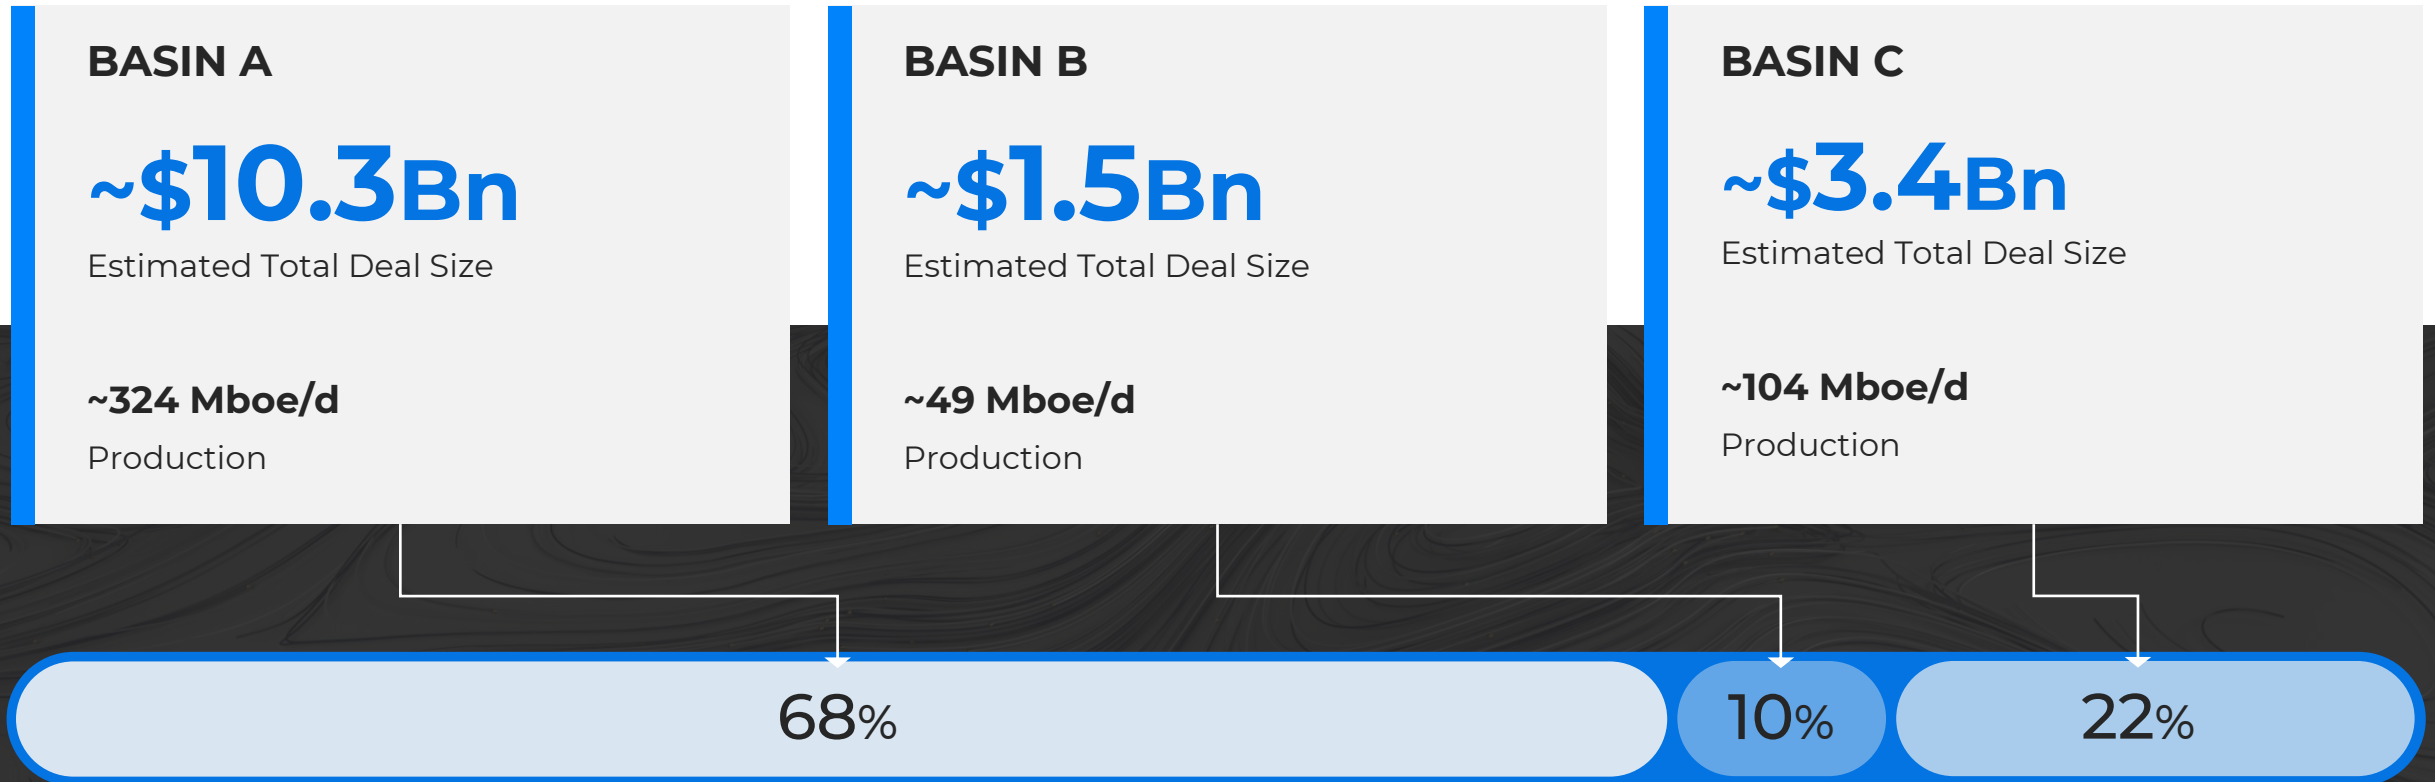 BASIN A
~$10.3Bn
Estimated Total Deal Size
~324 Mboe/d
Production
BASIN B
~$1.5Bn
Estimated Total Deal Size
~49 Mboe/d
Production
BASIN C
~$3.4Bn
Estimated Total Deal Size
~104 Mboe/d
Production
68%
10%
22%